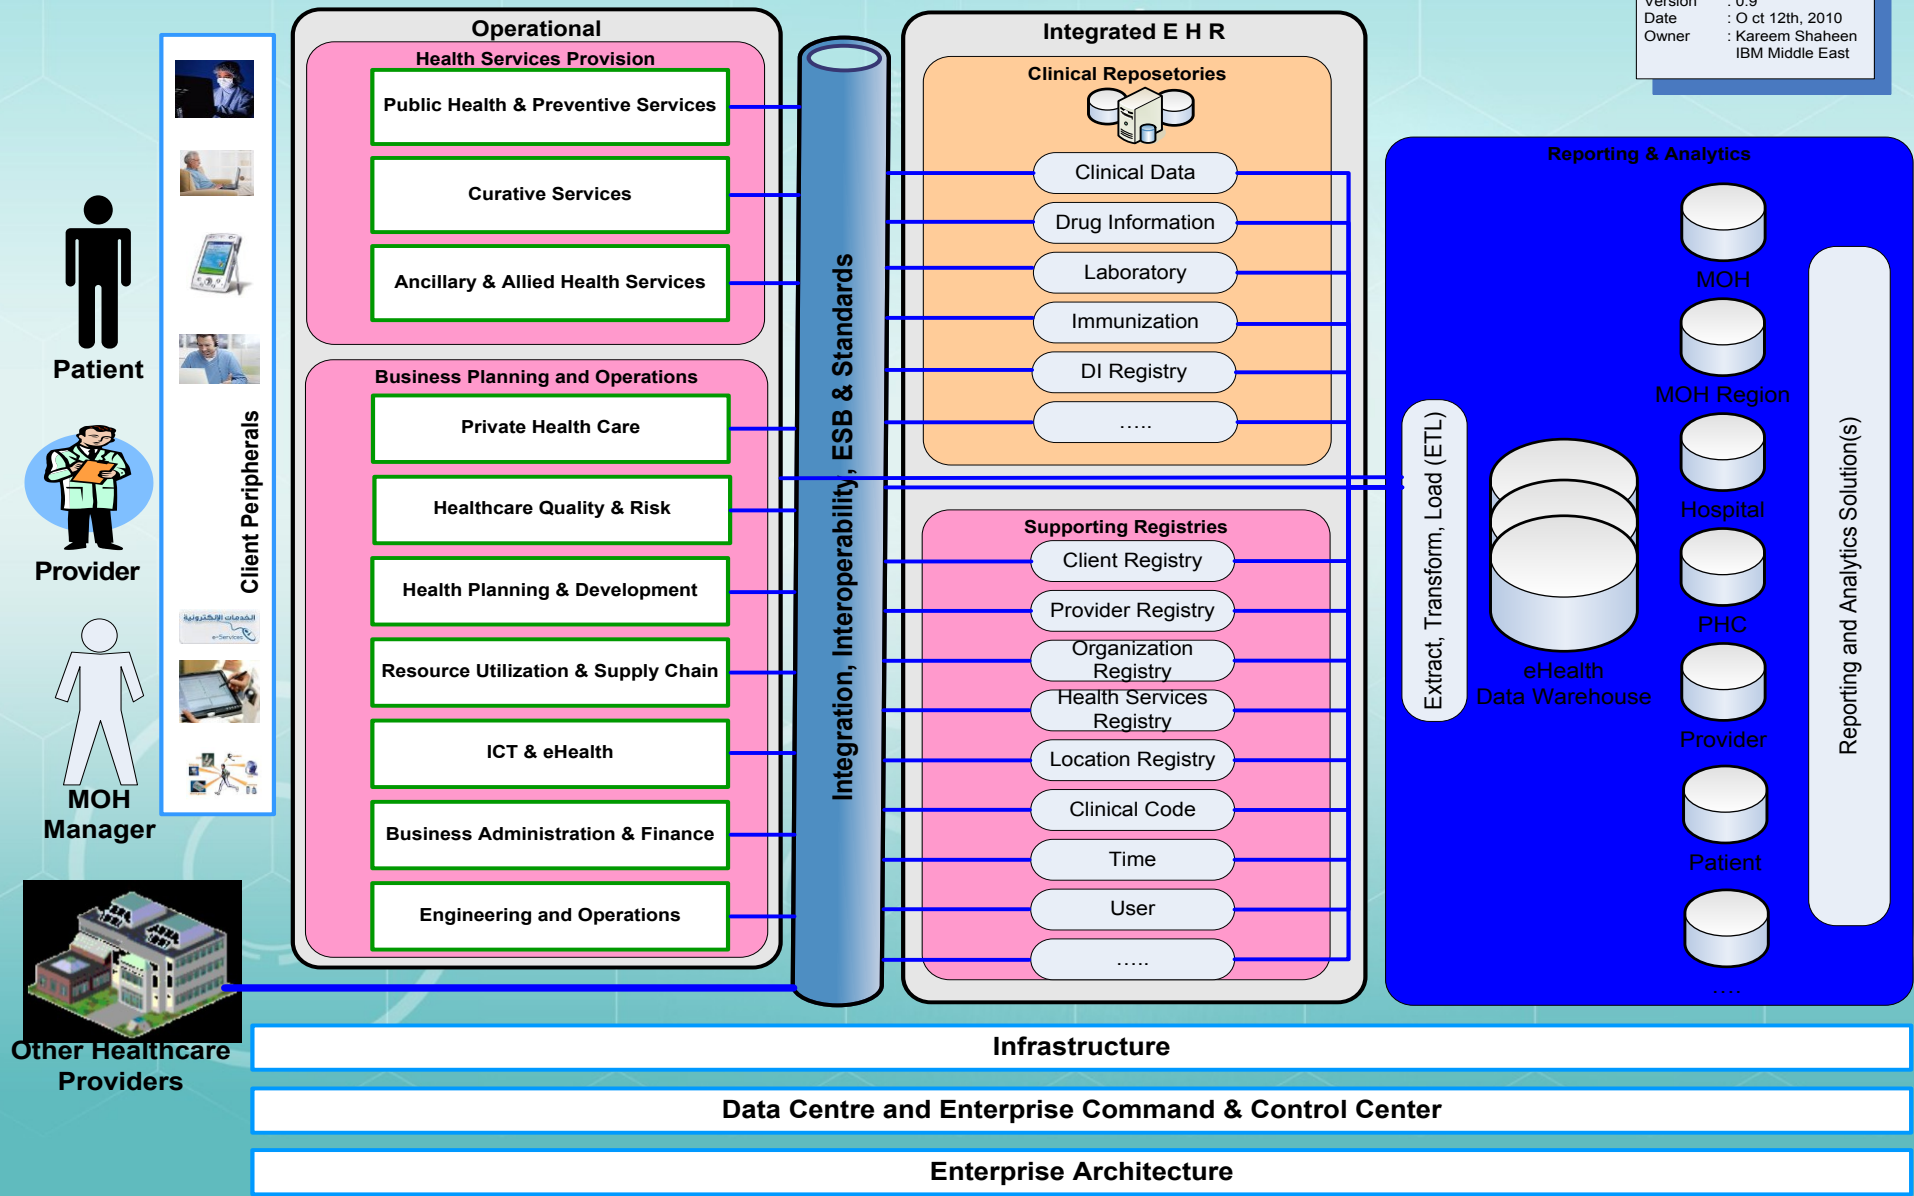 Version : 0.9
Date : O ct 12th, 2010
Owner : Kareem Shaheen
IBM Middle East
Patient
Provider
MOH
Manager
Other Healthcare
Providers
Client Peripherals
الخدمات الإلكترونية
e-Services
Operational
Health Services Provision
Public Health & Preventive Services
Curative Services
Ancillary & Allied Health Services
Business Planning and Operations
Private Health Care
Healthcare Quality & Risk
Health Planning & Development
Resource Utilization & Supply Chain
ICT & eHealth
Business Administration & Finance
Engineering and Operations
Integration, Interoperability, ESB & Standards
Integrated E H R
Clinical Reposetories
Clinical Data
Drug Information
Laboratory
Immunization
DI Registry
…..
Supporting Registries
Client Registry
Provider Registry
Organization
Registry
Health Services
Registry
Location Registry
Clinical Code
Time
User
…..
Reporting & Analytics
Extract, Transform, Load (ETL)
eHealth
Data Warehouse
MOH
MOH Region
Hospital
PHC
Provider
Patient
….
Reporting and Analytics Solution(s)
Infrastructure
Data Centre and Enterprise Command & Control Center
Enterprise Architecture